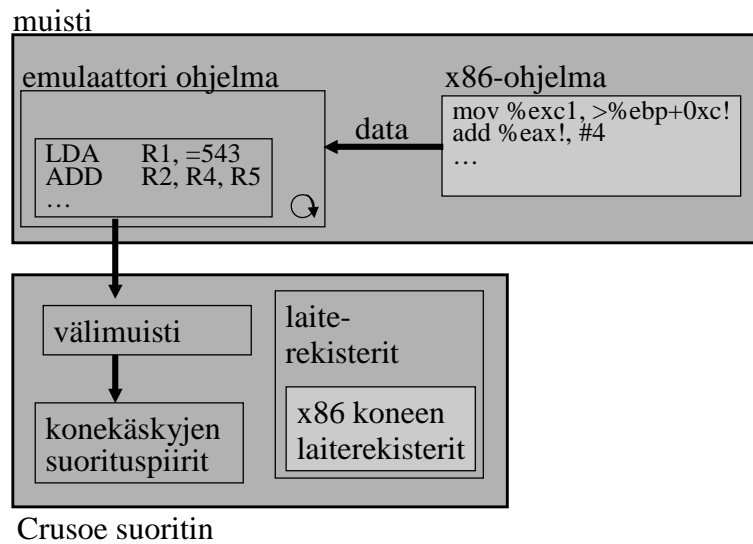 muisti
emulaattori ohjelma
x86-ohjelma
mov %exc1, >%ebp+0xc!
add %eax!, #4
…
data
LDA R1, =543
ADD R2, R4, R5
…
välimuisti
konekäskyjen
suorituspiirit
laite-
rekisterit
x86 koneen
laiterekisterit
Crusoe suoritin